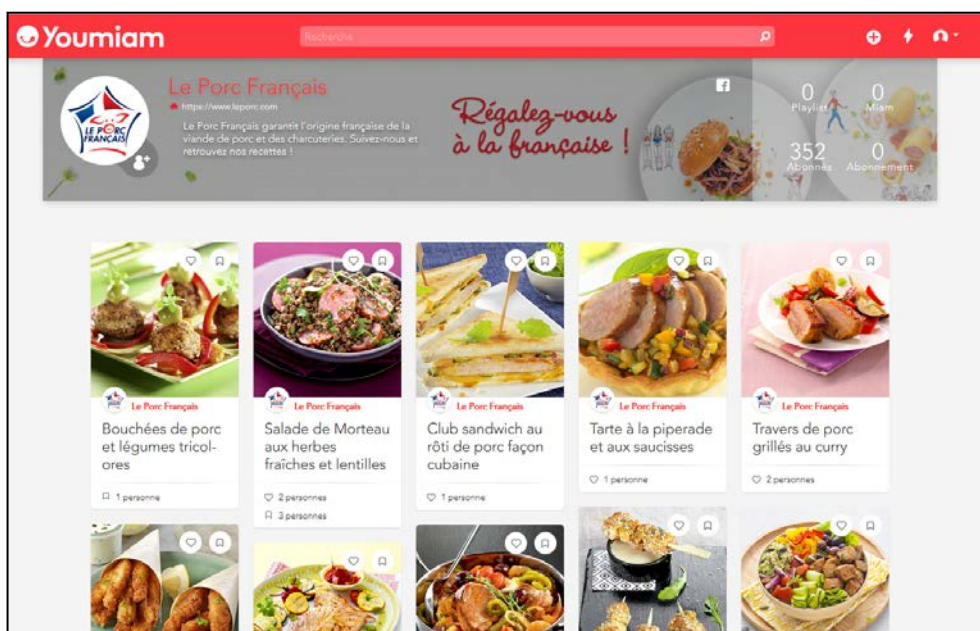 Youmiam
Recherche
Le Porc Français
https://www.leporc.com
Le Porc Français garantit l'origine française de la
viande de porc et des charcuteries. Suivez-nous et
retrouvez nos recettes !
LE PORC
FRANÇAIS
Régalez-vous
à la française !
0
Playlist
0
Miam
352
Abonnés
0
Abonnement
Le Porc Français
Bouchées de porc
et légumes tricol-
ores
1 personne
Le Porc Français
Salade de Morteau
aux herbes
fraîches et lentilles
2 personnes
3 personnes
Le Porc Français
Club sandwich au
rôti de porc façon
cubaine
1 personne
Le Porc Français
Tarte à la piperade
et aux saucisses
1 personne
Le Porc Français
Travers de porc
grillés au curry
2 personnes